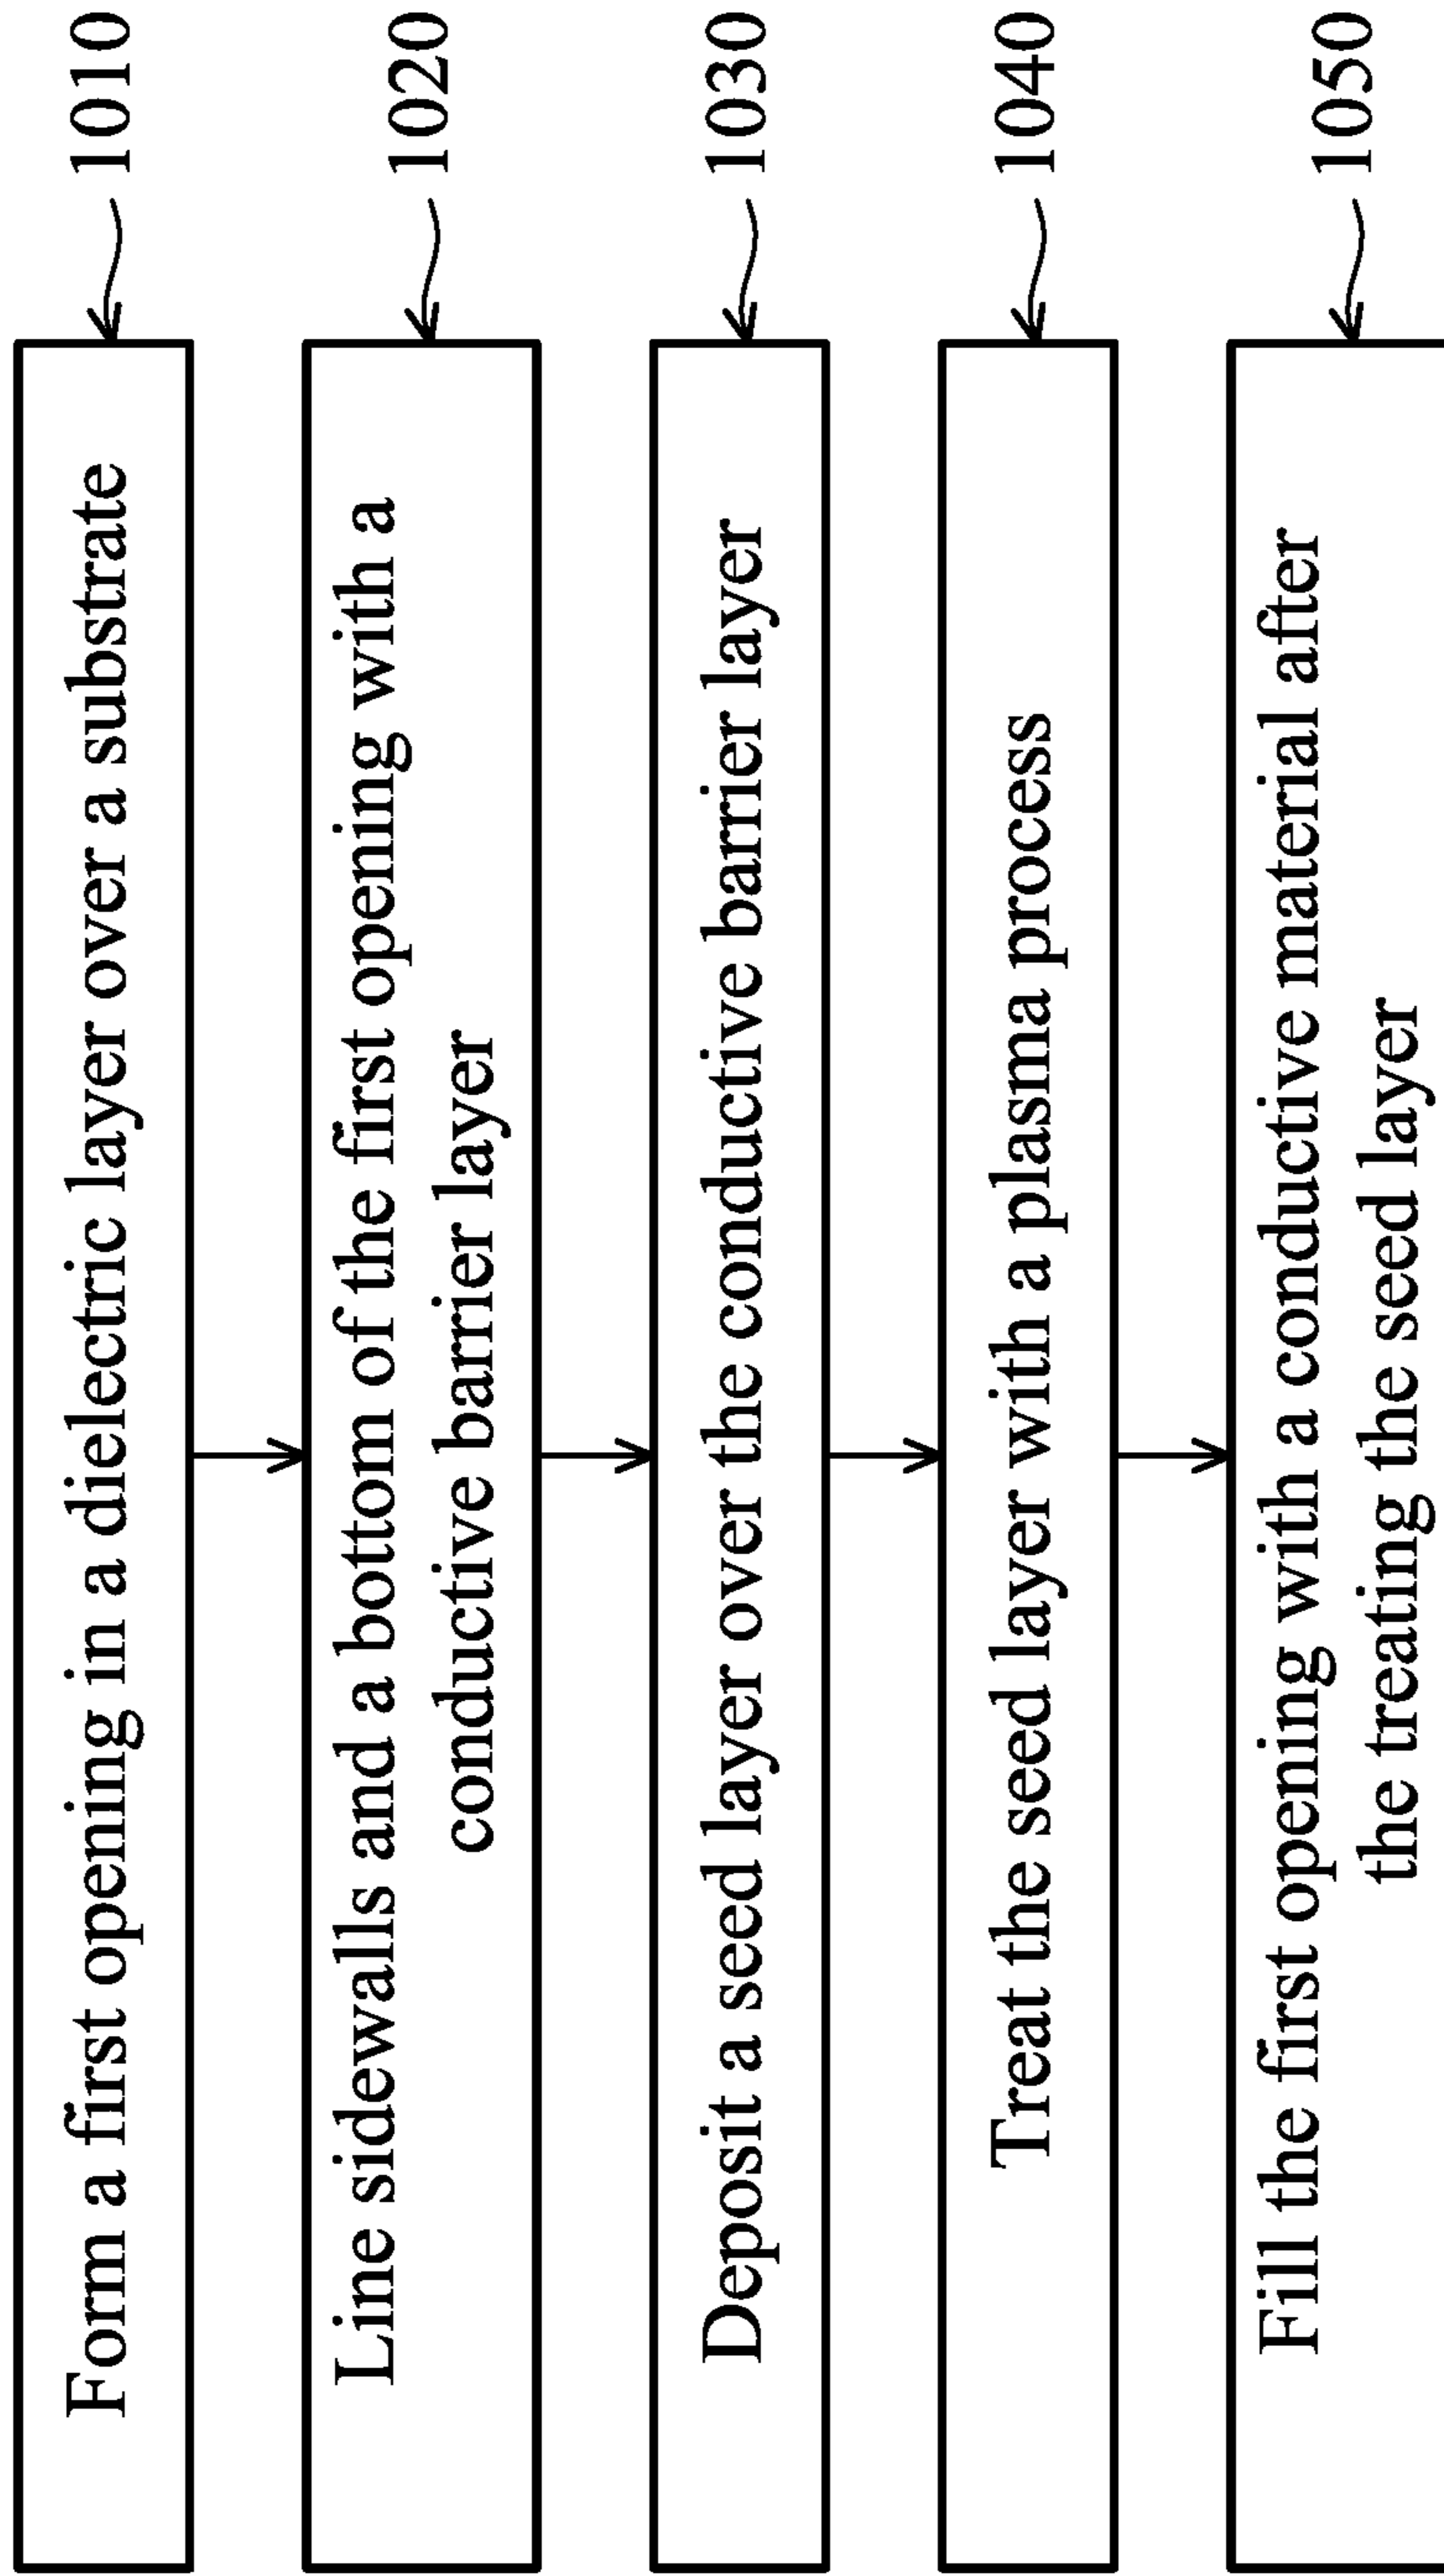 Form a first opening in a dielectric layer over a substrate
1010
Line sidewalls and a bottom of the first opening with a
conductive barrier layer
1020
Deposit a seed layer over the conductive barrier layer
1030
Treat the seed layer with a plasma process
1040
Fill the first opening with a conductive material after
the treating the seed layer
1050